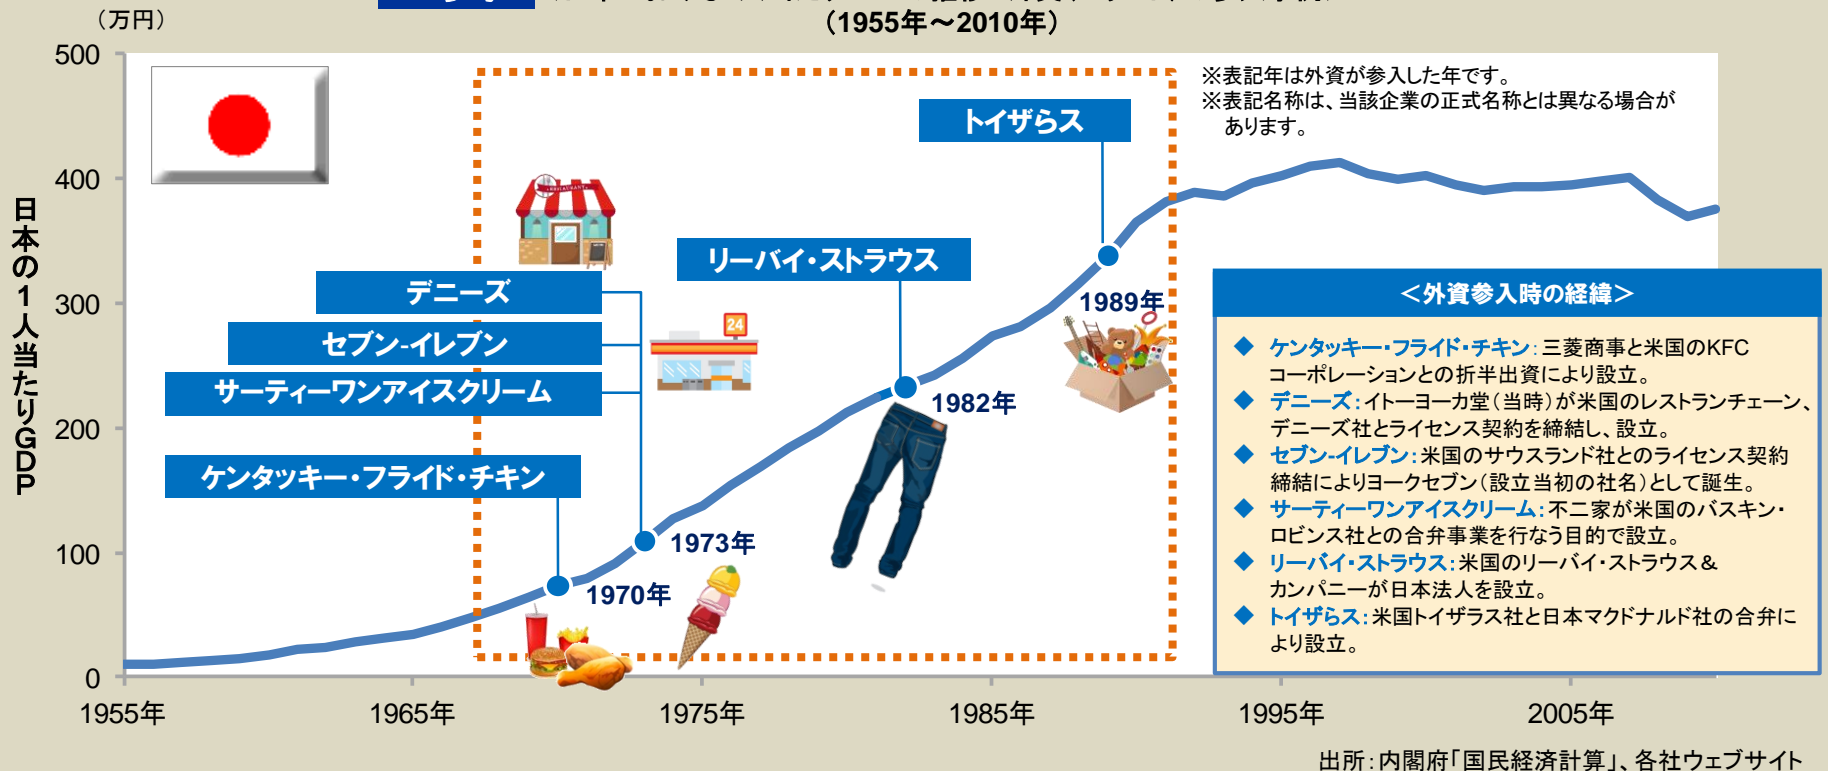 (1955年～2010年)
（万円）
500
400
300
200
100
0
日本の１人当たりGDP
※表記年は外資が参入した年です。
※表記名称は、当該企業の正式名称とは異なる場合が
あります。
トイザらス
RESTAURANT
リーバイ・ストラウス
デニーズ
セブン-イレブン
サーティーワンアイスクリーム
ケンタッキー・フライド・チキン
24
1989年
1982年
1973年
1970年
＜外資参入時の経緯＞
◆ ケンタッキー・フライド・チキン：三菱商事と米国のKFC
コーポレーションとの折半出資により設立。
◆ デニーズ：イトーヨーカ堂（当時）が米国のレストランチェーン、
デニーズ社とライセンス契約を締結し、設立。
◆ セブン-イレブン：米国のサウスランド社とのライセンス契約
締結によりヨークセブン（設立当初の社名）として誕生。
◆ サーティーワンアイスクリーム：不二家が米国のバスキン・
ロビンス社との合弁事業を行なう目的で設立。
◆ リーバイ・ストラウス：米国のリーバイ・ストラウス＆
カンパニーが日本法人を設立。
◆ トイザらス：米国トイザラス社と日本マクドナルド社の合弁に
より設立。
1955年
1965年
1975年
1985年
1995年
2005年
出所：内閣府「国民経済計算」、各社ウェブサイト